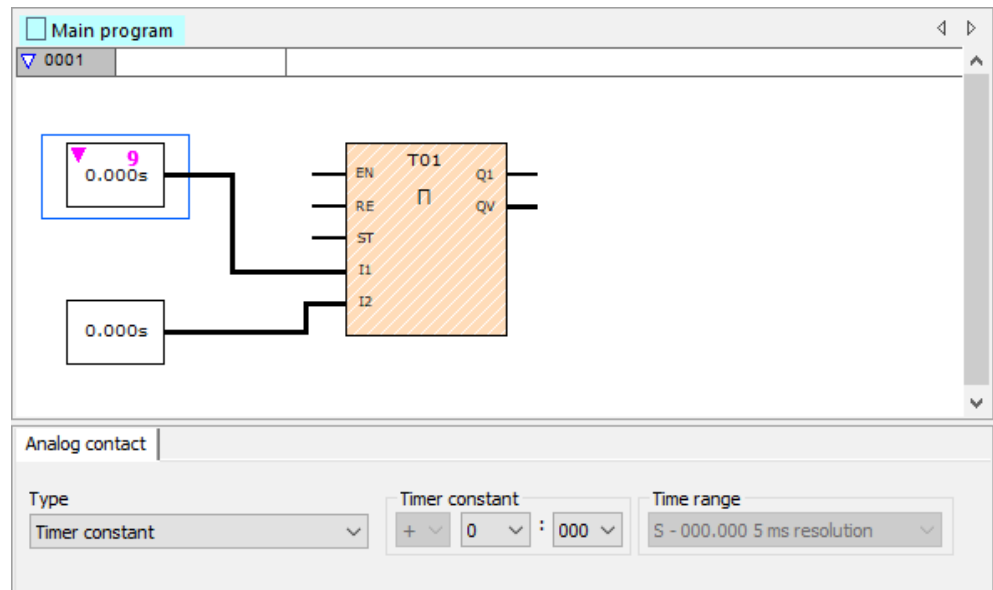 Main program
0001
9
0.000s
T01
EN
Q1
Π
RE
QV
ST
I1
I2
0.000s
Analog contact
Type
Timer constant
Time range
Timer constant
+
0
:
000
S - 000.000 5 ms resolution